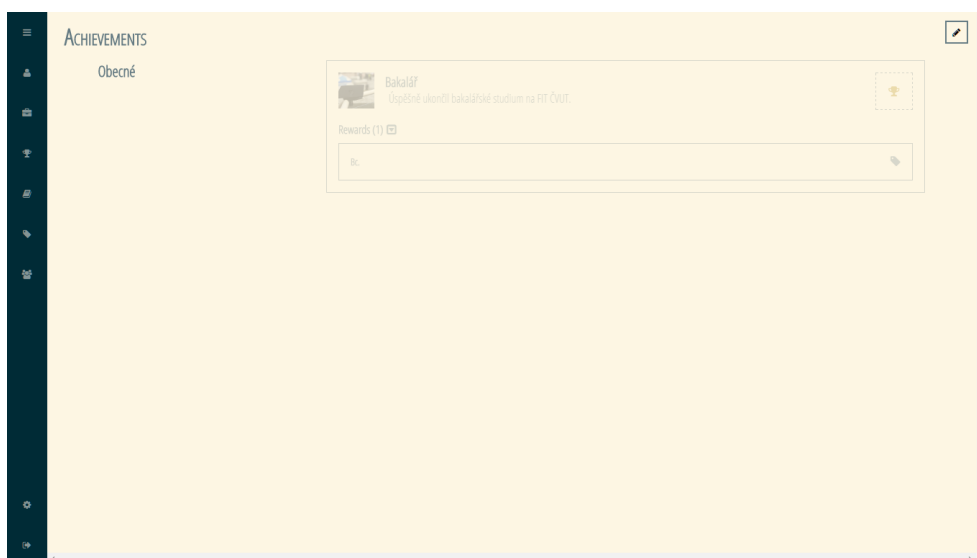 Achievements
Obecné
Bakalář
Úspěšně ukončil bakalářské studium na FIT ČVUT.
Rewards (1)
Bc.